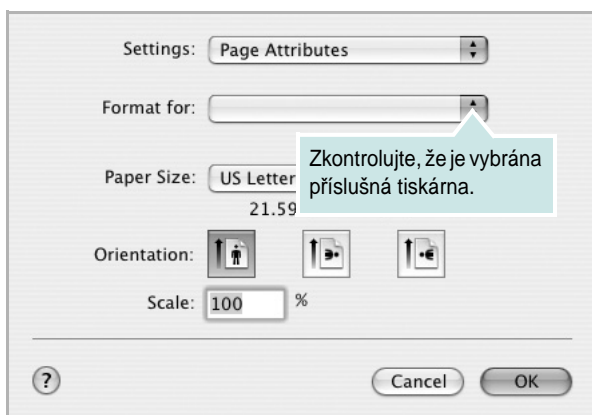 Settings: Page Attributes
Format for:
Zkontrolujte, že je vybrána
příslušná tiskárna.
Paper Size: US Letter
21.59
Orientation:
Scale: 100 %
? Cancel OK